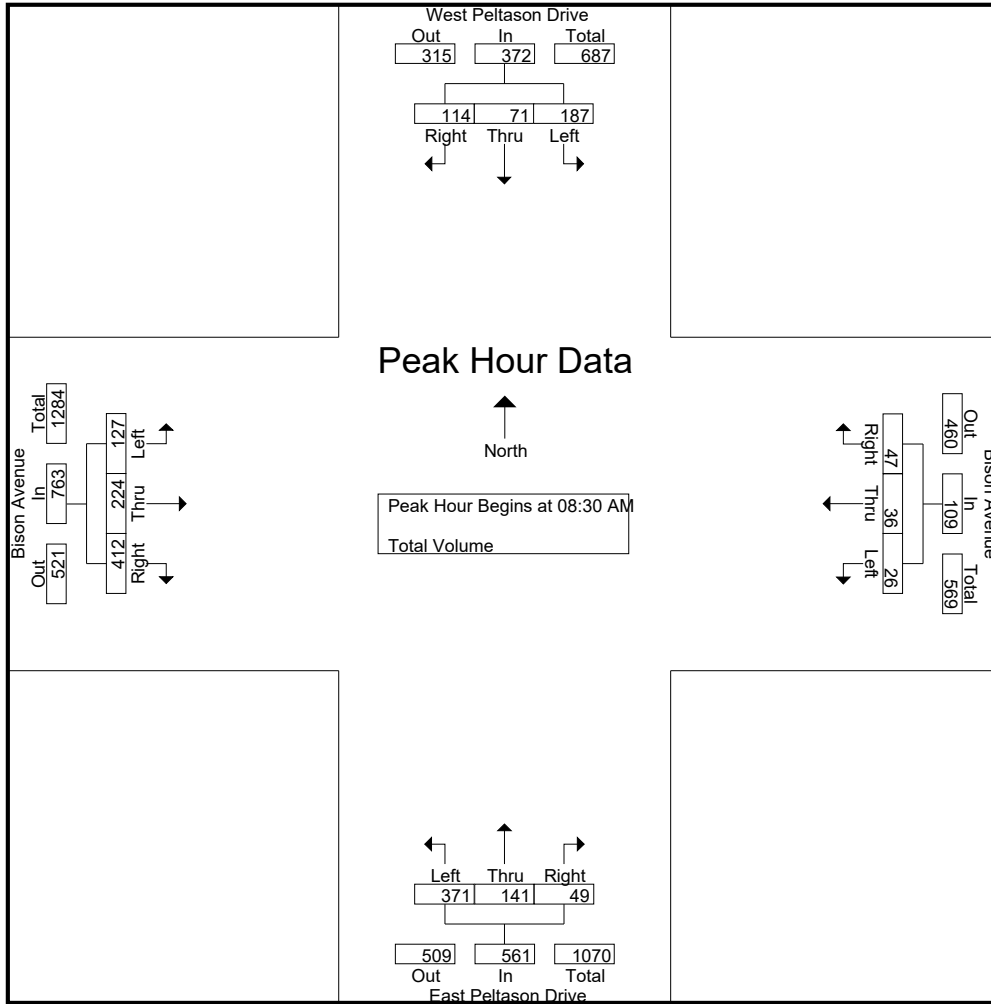 West Peltason Drive
Out In Total
315 372 687
114 71 187
Right Thru Left
Peak Hour Data
North
Peak Hour Begins at 08:30 AM
Total Volume
Bison Avenue
Out In Total
521 763 1284
412 224 127
Right Thru Left
Bison Avenue
Out In Total
460 109 569
47 36 26
Right Thru Left
Left Thru Right
371 141 49
509 561 1070
Out In Total
East Peltason Drive